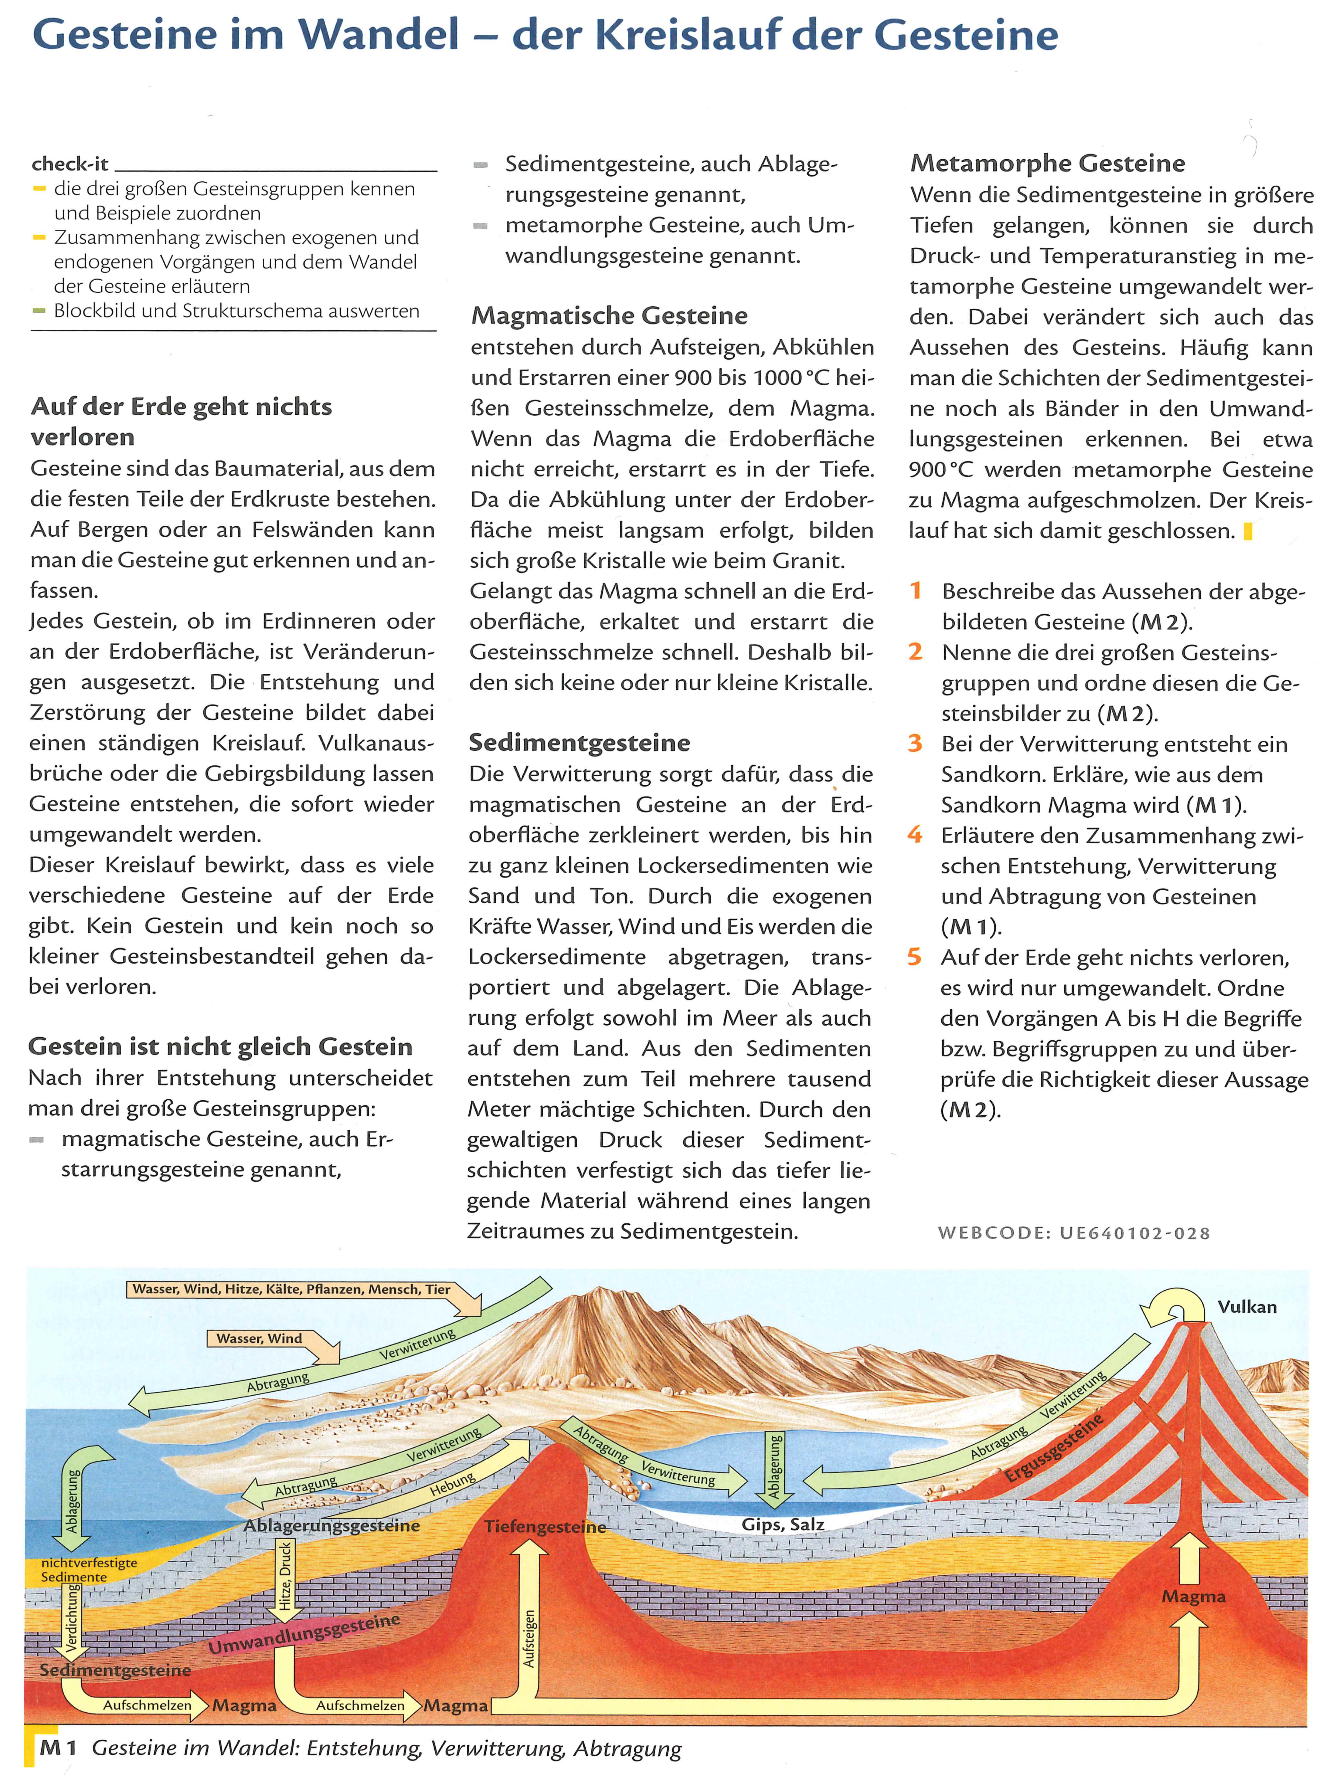 Gesteine im Wandel – der Kreislauf der Gesteine
check-it
die drei großen Gesteinsgruppen kennen
und Beispiele zuordnen
Zusammenhang zwischen exogenen und
endogenen Vorgängen und dem Wandel
der Gesteine erläutern
Blockbild und Strukturschema auswerten
Auf der Erde geht nichts
verloren
Gesteine sind das Baumaterial, aus dem
die festen Teile der Erdkruste bestehen.
Auf Bergen oder an Felswänden kann
man die Gesteine gut erkennen und an-
fassen.
Jedes Gestein, ob im Erdinneren oder
an der Erdoberfläche, ist Veränderun-
gen ausgesetzt. Die Entstehung und
Zerstörung der Gesteine bildet dabei
einen ständigen Kreislauf. Vulkanaus-
brüche oder die Gebirgsbildung lassen
Gesteine entstehen, die sofort wieder
umgewandelt werden.
Dieser Kreislauf bewirkt, dass es viele
verschiedene Gesteine auf der Erde
gibt. Kein Gestein und kein noch so
kleiner Gesteinsbestandteil gehen da-
bei verloren.
Gestein ist nicht gleich Gestein
Nach ihrer Entstehung unterscheidet
man drei große Gesteinsgruppen:
magmatische Gesteine, auch Er-
starrungsgesteine genannt,
Sedimentgesteine, auch Ablage-
rungsgesteine genannt,
metamorphe Gesteine, auch Um-
wandlungsgesteine genannt.
Magmatische Gesteine
entstehen durch Aufsteigen, Abkühlen
und Erstarren einer 900 bis 1000 °C hei-
ßen Gesteinsschmelze, dem Magma.
Wenn das Magma die Erdoberfläche
nicht erreicht, erstarrt es in der Tiefe.
Da die Abkühlung unter der Erdober-
fläche meist langsam erfolgt, bilden
sich große Kristalle wie beim Granit.
Gelangt das Magma schnell an die Erd-
oberfläche, erkaltet und erstarrt die
Gesteinsschmelze schnell. Deshalb bil-
den sich keine oder nur kleine Kristalle.
Sedimentgesteine
Die Verwitterung sorgt dafür, dass die
magmatischen Gesteine an der Erd-
oberfläche zerkleinert werden, bis hin
zu ganz kleinen Lockersedimenten wie
Sand und Ton. Durch die exogenen
Kräfte Wasser, Wind und Eis werden die
Lockersedimente abgetragen, trans-
portiert und abgelagert. Die Ablage-
rung erfolgt sowohl im Meer als auch
auf dem Land. Aus den Sedimenten
entstehen zum Teil mehrere tausend
Meter mächtige Schichten. Durch den
gewaltigen Druck dieser Sediment-
schichten verfestigt sich das tiefer lie-
gende Material während eines langen
Zeitraumes zu Sedimentgestein.
Metamorphe Gesteine
Wenn die Sedimentgesteine in größere
Tiefen gelangen, können sie durch
Druck- und Temperaturanstieg in me-
tamorphe Gesteine umgewandelt wer-
den. Dabei verändert sich auch das
Aussehen des Gesteins. Häufig kann
man die Schichten der Sedimentgestei-
ne noch als Bänder in den Umwand-
lungsgesteinen erkennen. Bei etwa
900 °C werden metamorphe Gesteine
zu Magma aufgeschmolzen. Der Kreis-
lauf hat sich damit geschlossen.
1 Beschreibe das Aussehen der abge-
bildeten Gesteine (M 2).
2 Nenne die drei großen Gesteins-
gruppen und ordne diesen die Ge-
steinsbilder zu (M 2).
3 Bei der Verwitterung entsteht ein
Sandkorn. Erkläre, wie aus dem
Sandkorn Magma wird (M 1).
4 Erläutere den Zusammenhang zwi-
schen Entstehung, Verwitterung
und Abtragung von Gesteinen
(M 1).
5 Auf der Erde geht nichts verloren,
es wird nur umgewandelt. Ordne
den Vorgängen A bis H die Begriffe
bzw. Begriffsgruppen zu und über-
prüfe die Richtigkeit dieser Aussage
(M 2).
WEBCODE: UE640102-028
Wasser, Wind, Hitze, Kälte, Pflanzen, Mensch, Tier
Wasser, Wind
Verwitterung
Abtragung
Vulkan
Verwitterung
Abtragung
Ergussgesteine
Verwitterung
Abtragung
Hebung
Abtragung
Verwitterung
Ablagerung
Ablagerung
Ablagerungsgesteine
Tiefengesteine
Gips, Salz
nichtverfestigte
Sedimente
Hitze, Druck
Verdichtung
Umwandlungsgesteine
Aufsteigen
Magma
Sedimentgesteine
Aufschmelzen
Magma
Aufschmelzen
Magma
M 1 Gesteine im Wandel: Entstehung, Verwitterung, Abtragung